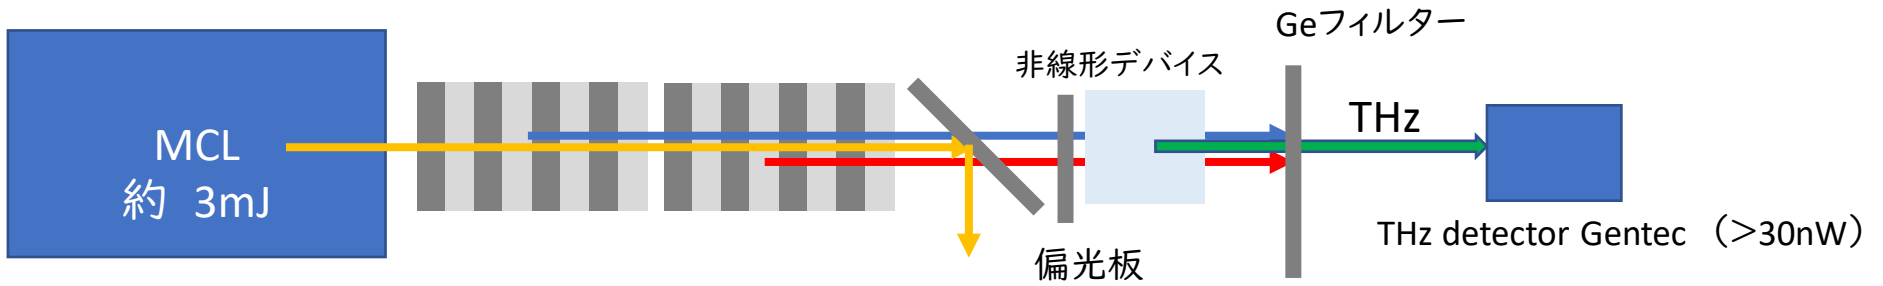 Geフィルター
非線形デバイス
THz
MCL
約 3mJ
THz detector Gentec （>30nW）
偏光板